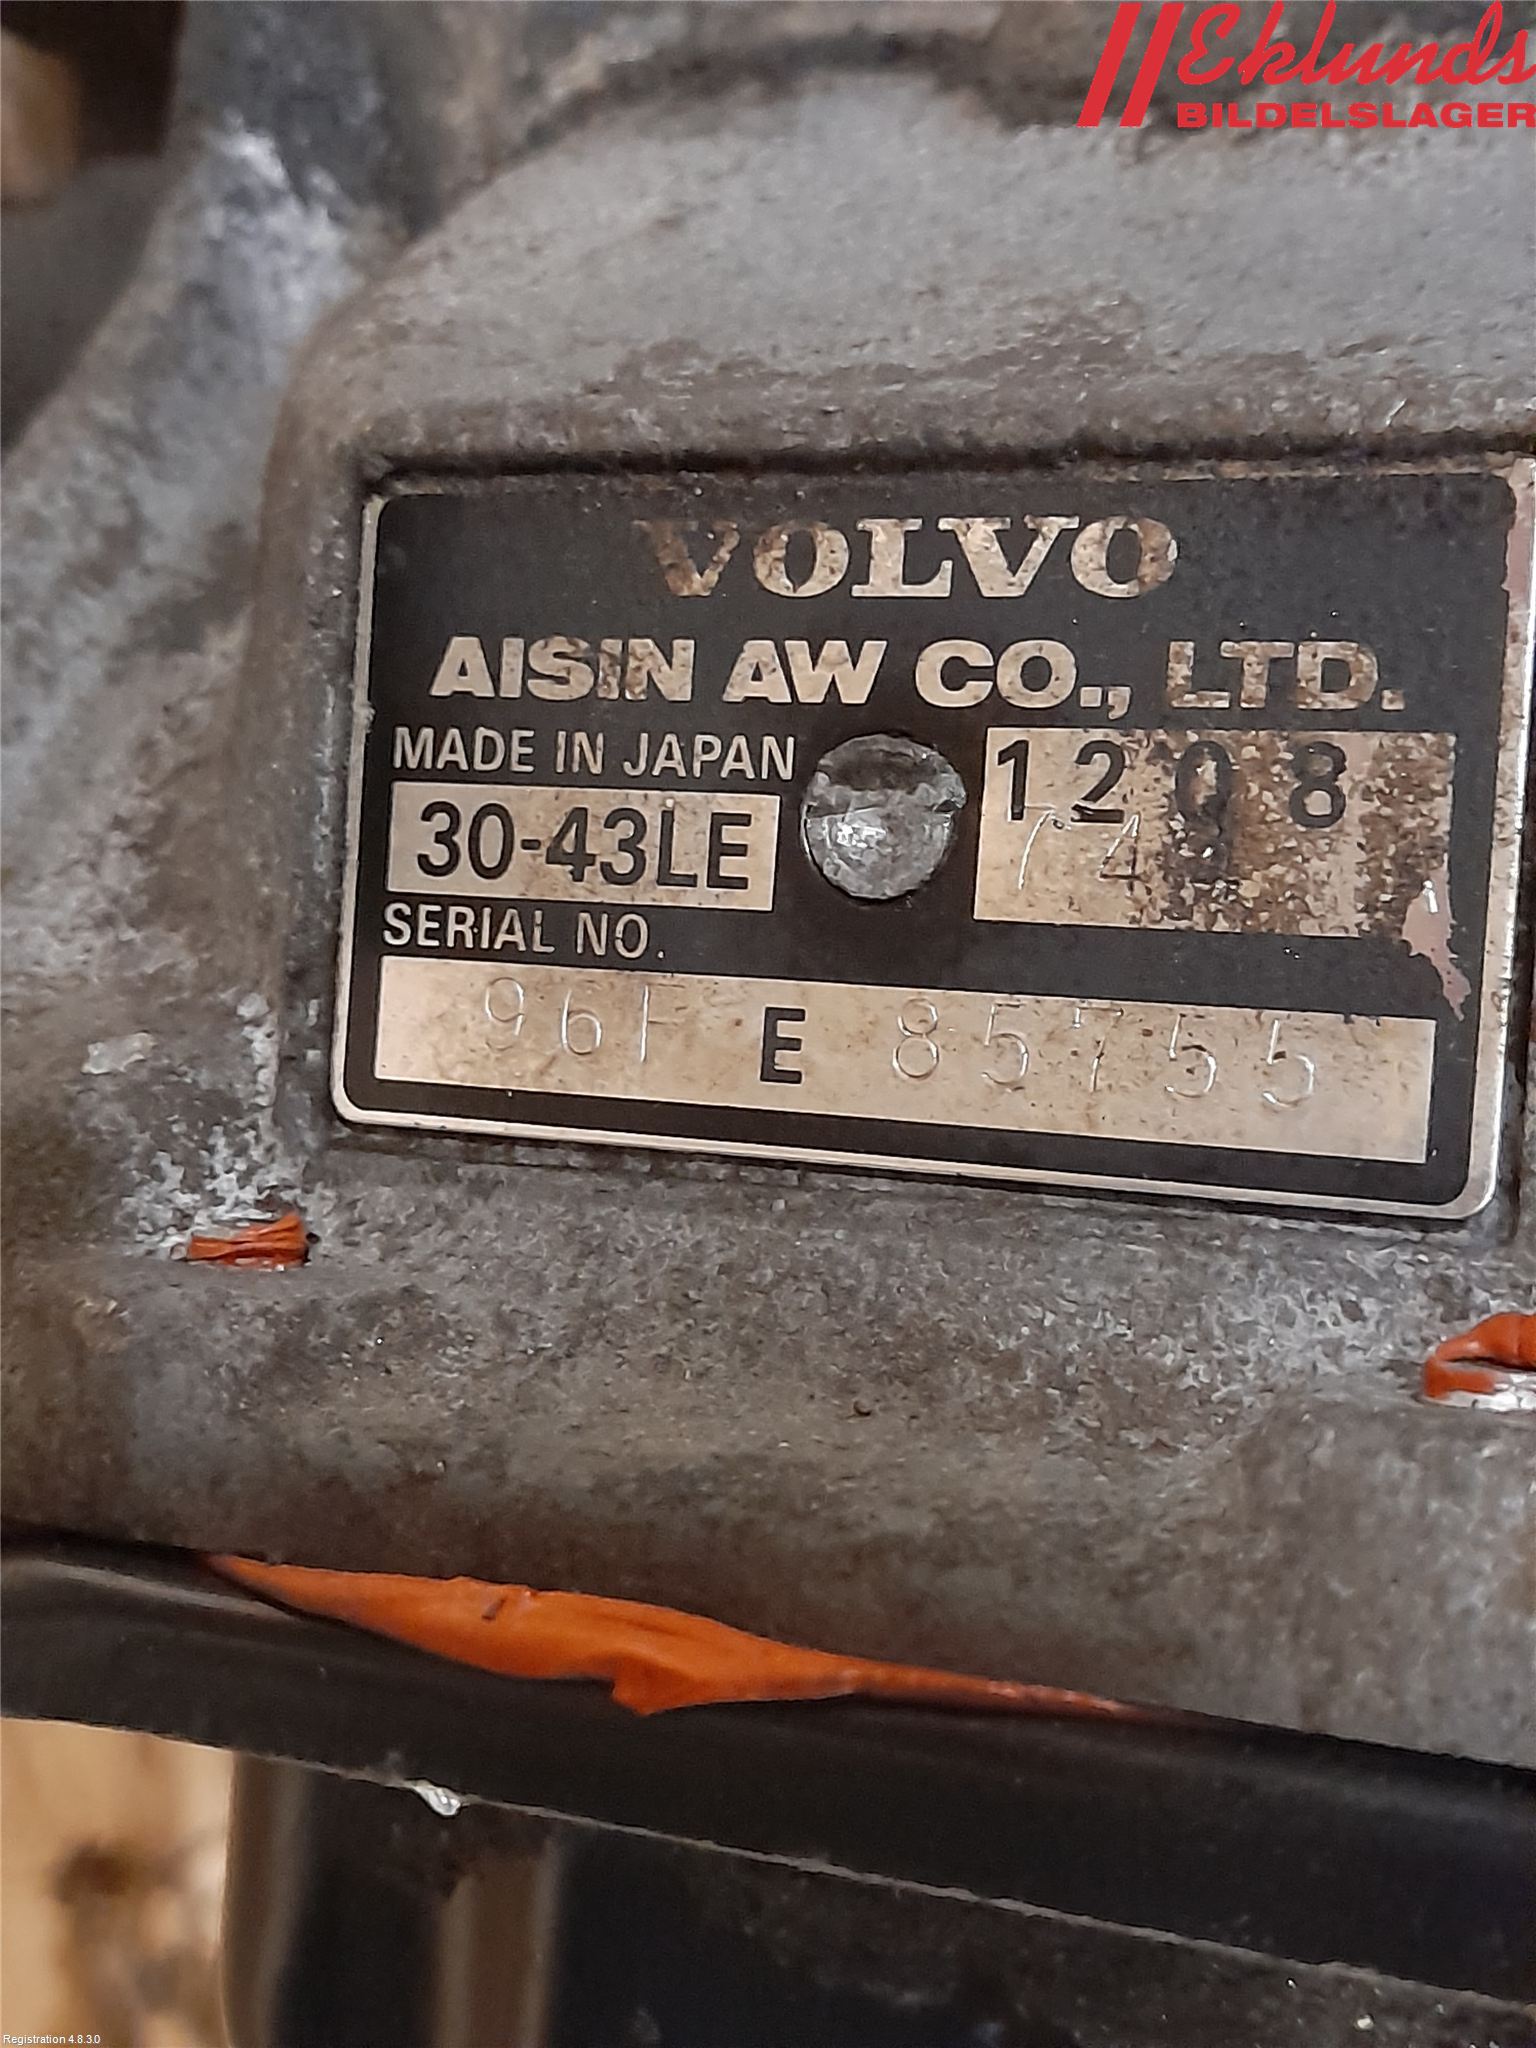 Eklunds
BILDELSLAGER
VOLVO
AISIN AW CO., LTD.
MADE IN JAPAN
1208
30-43LE
SERIAL NO.
E 85755
Registration 4.8.3.0